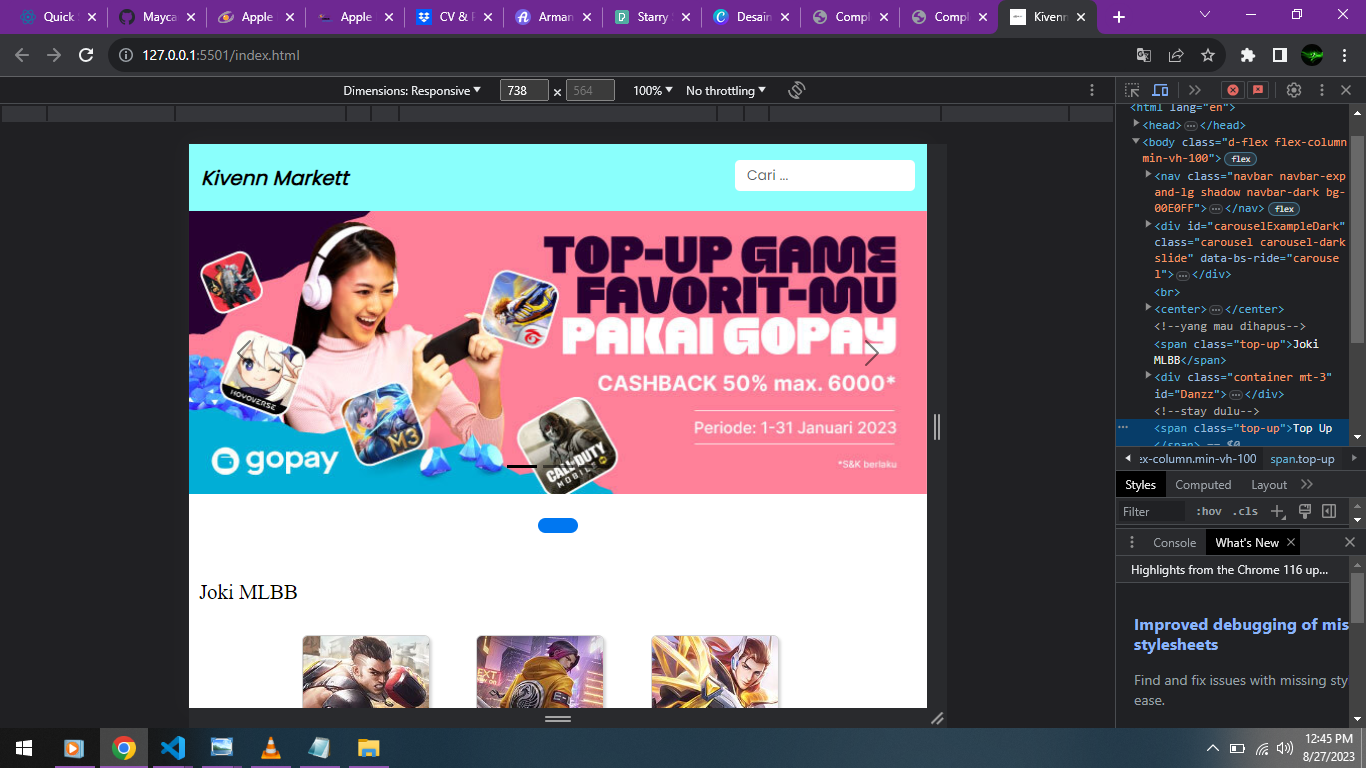 Quick
Mayca
Apple
Apple
CV &
Arman
Starry
Desain
Compl
Compl
Kivenn
127.0.0.1:5501/index.html
Dimensions: Responsive
738
×
564
100%
No throttling
Kivenn Markett
Cari ...
TOP-UP GAME
FAVORIT-MU
PAKAI GOPAY
CASHBACK 50% max. 6000*
Periode: 1-31 Januari 2023
*S&K berlaku
HOYOVERSE
M3
CALL OF DUTY
MOBILE
gopay
Joki MLBB
NEXT
<html lang="en">
<head> ⋯ </head>
<body class="d-flex flex-column
min-vh-100"> flex
<nav class="navbar navbar-exp
and-lg shadow navbar-dark bg-
00E0FF"> ⋯ </nav> flex
<div id="carouselExampleDark"
class="carousel carousel-dark
slide" data-bs-ride="carouse
l"> ⋯ </div>
<br>
<center> ⋯ </center>
<!--yang mau dihapus-->
<span class="top-up">Joki
MLBB</span>
<div class="container mt-3"
id="Danzz"> ⋯ </div>
<!--stay dulu-->
<span class="top-up">Top Up
</span> == $0
ex-column.min-vh-100 span.top-up
Styles Computed Layout
Filter :hov .cls
Console What's New
Highlights from the Chrome 116 up...
Improved debugging of mis
stylesheets
Find and fix issues with missing sty
ease.
12:45 PM
8/27/2023